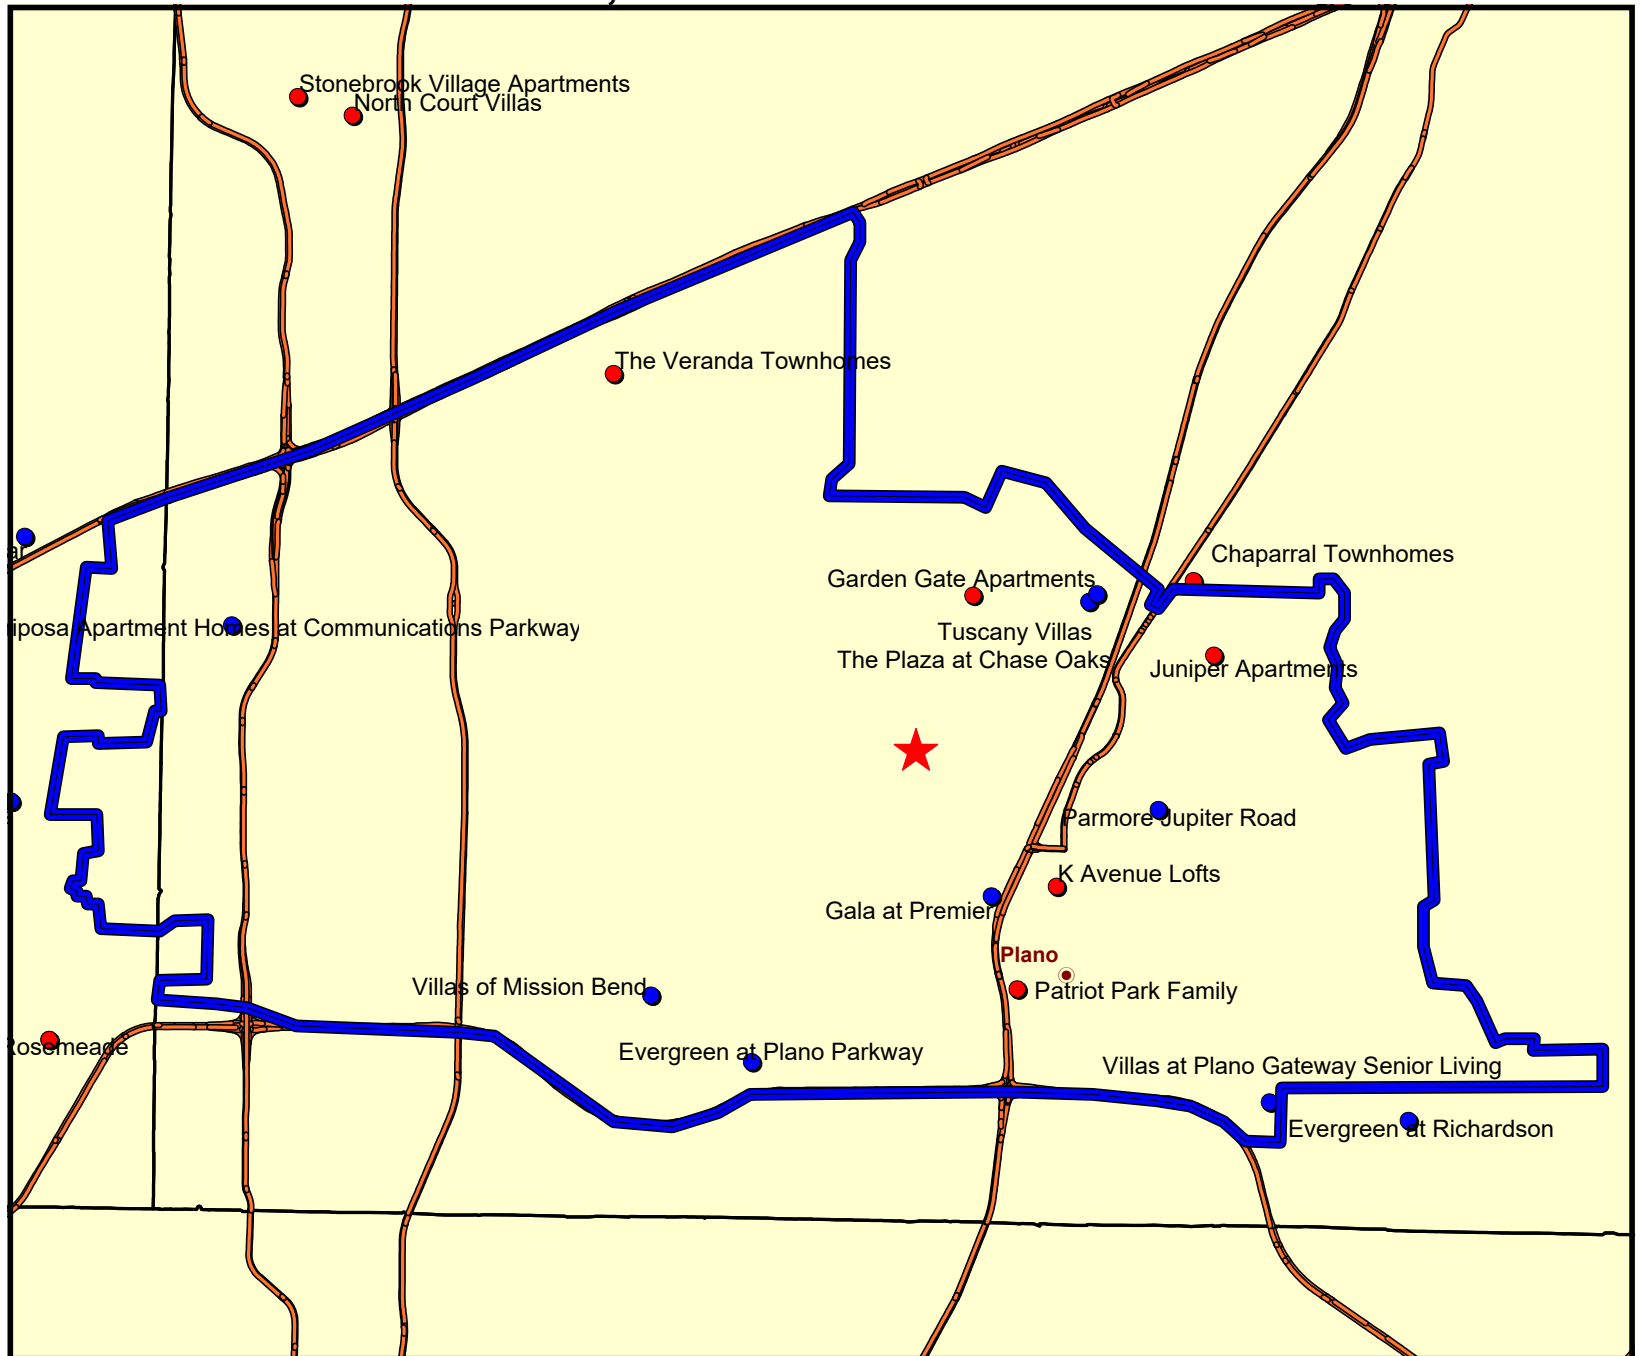 Stonebrook Village Apartments
North Court Villas
The Veranda Townhomes
ar
Chaparral Townhomes
Garden Gate Apartments
riposa Apartment Homes at Communications Parkway
Tuscany Villas
The Plaza at Chase Oaks
Juniper Apartments
Parmore Jupiter Road
K Avenue Lofts
Gala at Premier
Plano
Villas of Mission Bend
Patriot Park Family
Rosemeade
Evergreen at Plano Parkway
Villas at Plano Gateway Senior Living
Evergreen at Richardson